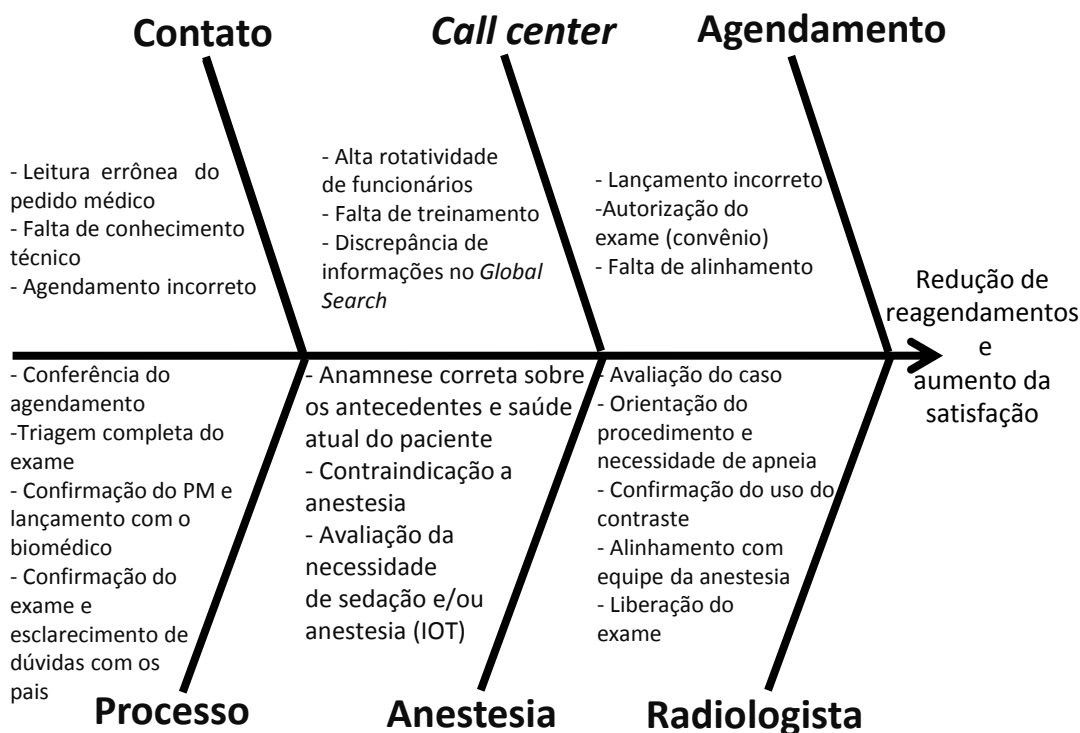 Contato
Call center
Agendamento
- Leitura errônea do
pedido médico
- Falta de conhecimento
técnico
- Agendamento incorreto
- Alta rotatividade
de funcionários
- Falta de treinamento
- Discrepância de
informações no Global
Search
- Lançamento incorreto
-Autorização do
exame (convênio)
- Falta de alinhamento
Redução de
reagendamentos
e
aumento da
satisfação
- Conferência do
agendamento
-Triagem completa do
exame
- Confirmação do PM e
lançamento com o
biomédico
- Confirmação do
exame e
esclarecimento de
dúvidas com os
pais
- Anamnese correta sobre
os antecedentes e saúde
atual do paciente
- Contraindicação a
anestesia
- Avaliação da
necessidade
de sedação e/ou
anestesia (IOT)
- Avaliação do caso
- Orientação do
procedimento e
necessidade de apneia
- Confirmação do uso do
contraste
- Alinhamento com
equipe da anestesia
- Liberação do
exame
Processo
Anestesia
Radiologista